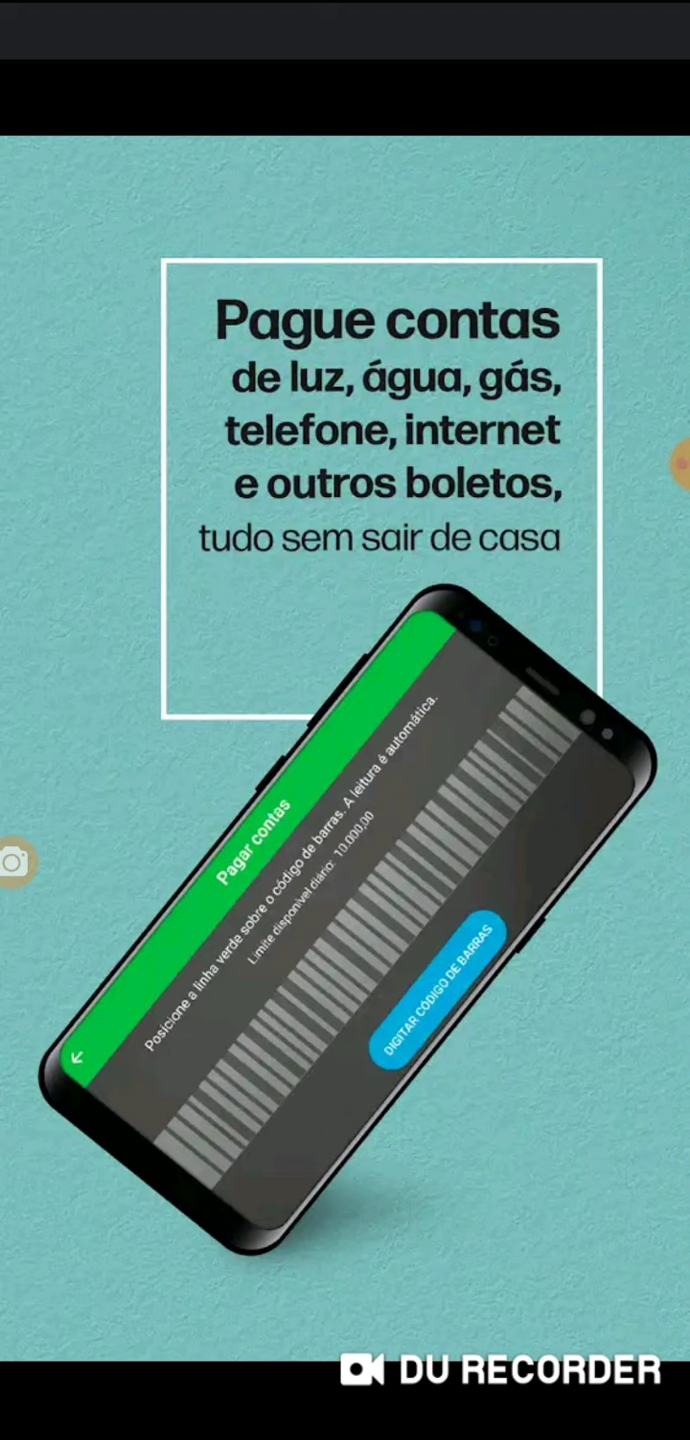 Pague contas
de luz, água, gás,
telefone, internet
e outros boletos,
tudo sem sair de casa
Pagar contas
Posicione a linha verde sobre o código de barras. A leitura é automática.
Limite disponível diário: 10.000,00
DIGITAR CÓDIGO DE BARRAS
DU RECORDER